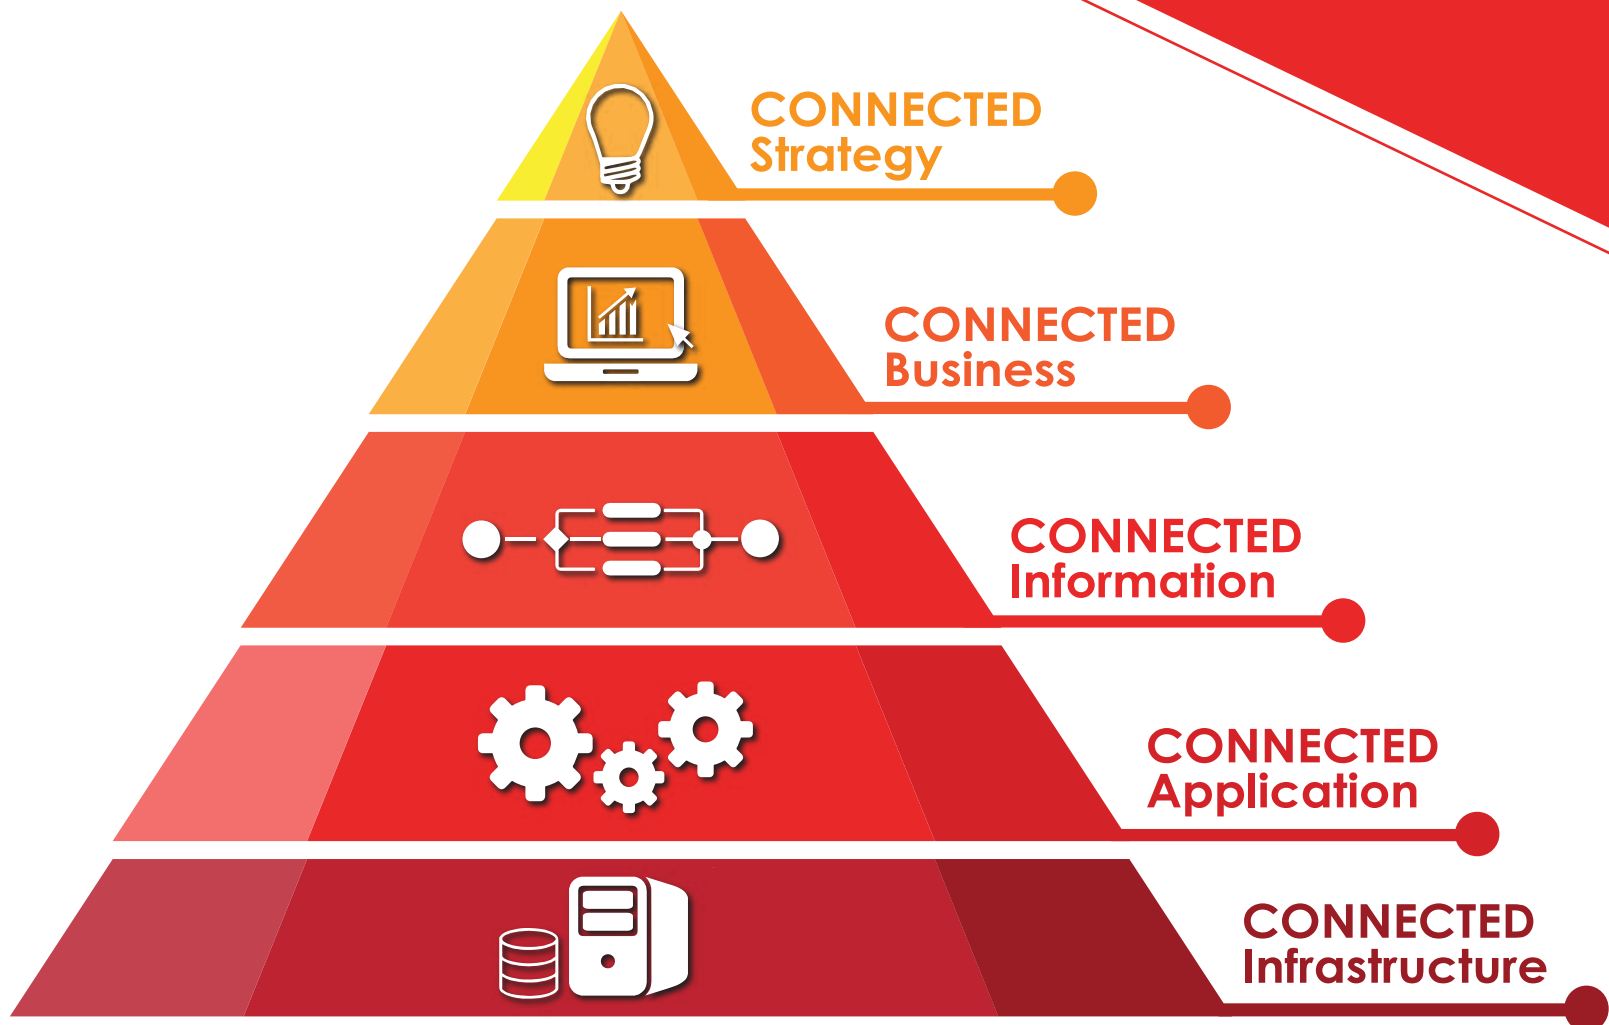 CONNECTED
Strategy
CONNECTED
Business
CONNECTED
Information
CONNECTED
Application
CONNECTED
Infrastructure